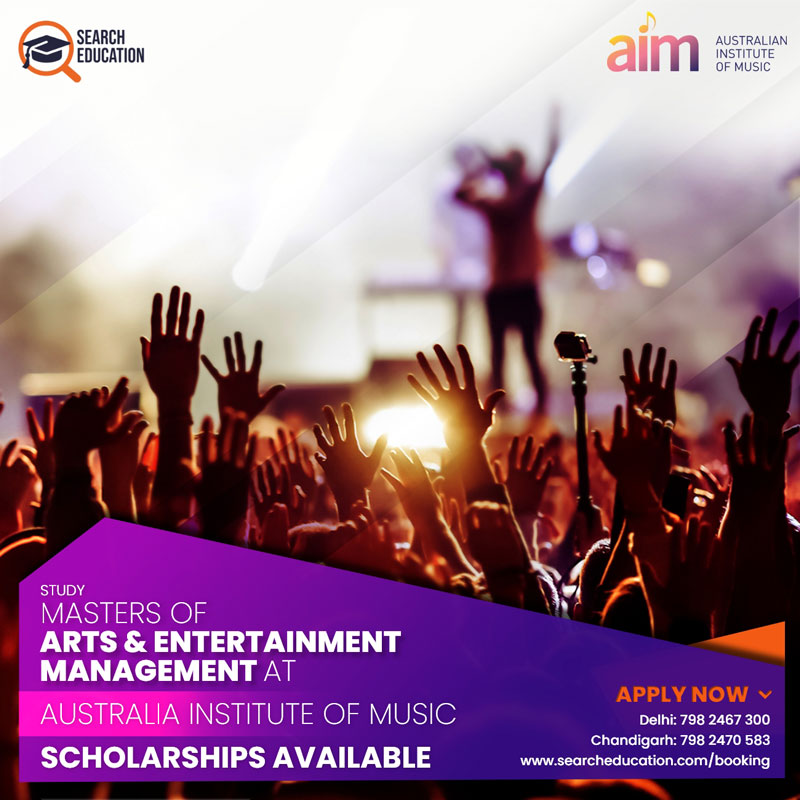 SEARCH
EDUCATION
aim
AUSTRALIAN
INSTITUTE
OF MUSIC
STUDY
MASTERS OF
ARTS & ENTERTAINMENT
MANAGEMENT AT
AUSTRALIA INSTITUTE OF MUSIC
SCHOLARSHIPS AVAILABLE
APPLY NOW
Delhi: 798 2467 300
Chandigarh: 798 2470 583
www.searcheducation.com/booking